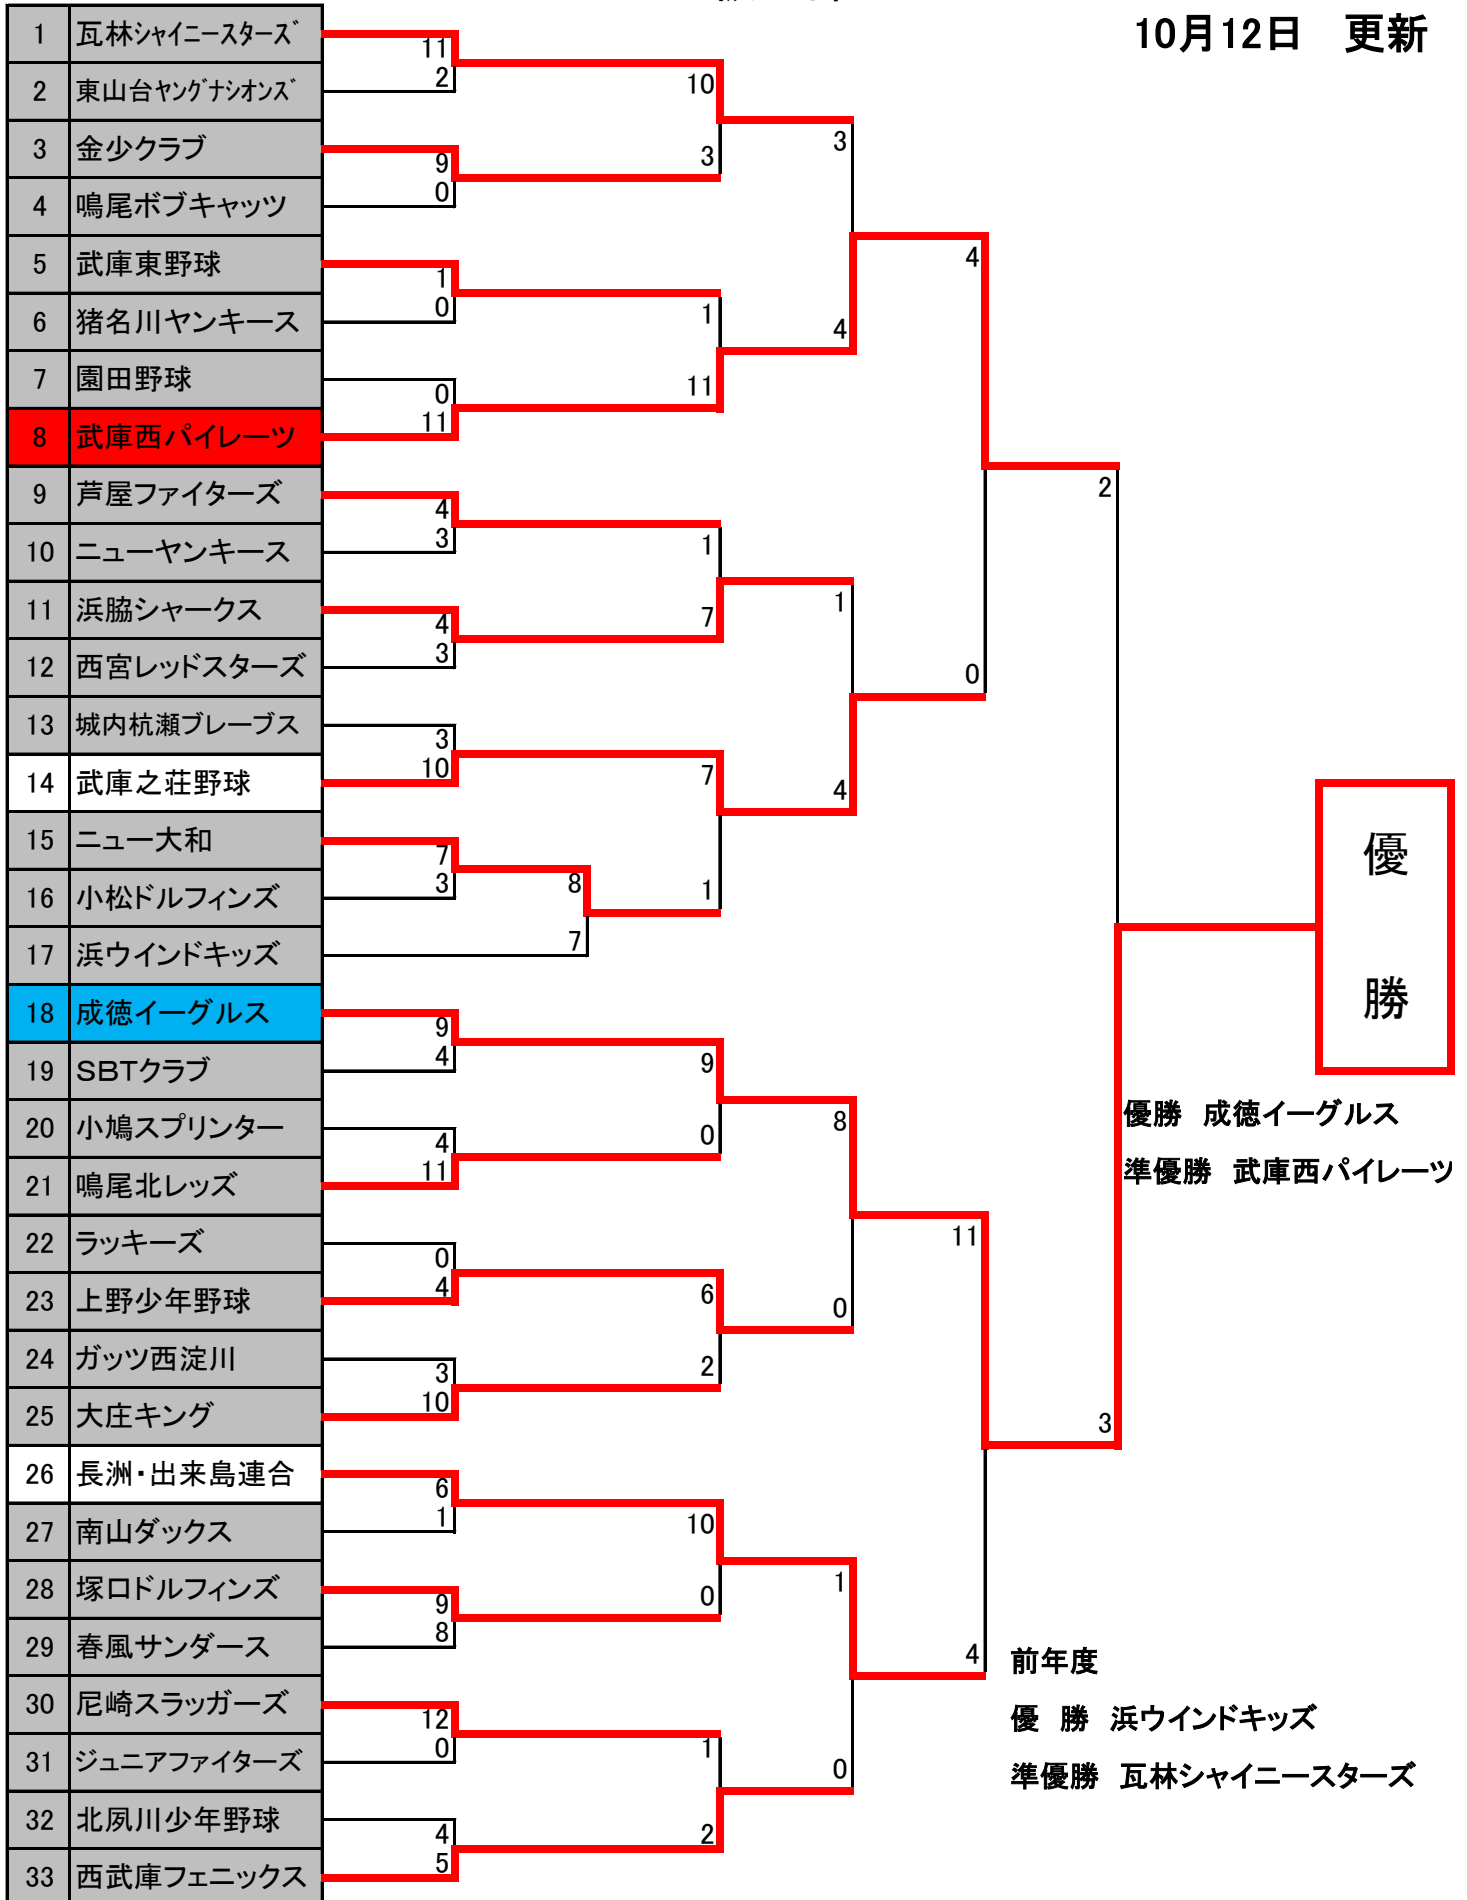 10月12日　更新
1 瓦林シャイニースターズ 11
2 東山台ヤングナシオンズ 2
10
3 金少クラブ 9
3
3
4 鳴尾ボブキャッツ 0
5 武庫東野球 1
4
6 猪名川ヤンキース 0
1
4
7 園田野球 0
11
8 武庫西パイレーツ 11
9 芦屋ファイターズ 4
2
10 ニューヤンキース 3
1
11 浜脇シャークス 4
7
1
12 西宮レッドスターズ 3
0
13 城内杭瀬ブレーブス 3
14 武庫之荘野球 10
7
4
15 ニュー大和 7
優
16 小松ドルフィンズ 3
8
1
17 浜ウインドキッズ 7
18 成徳イーグルス 9
勝
19 SBTクラブ 4
9
20 小鳩スプリンター 4
0
8
優勝 成徳イーグルス
21 鳴尾北レッズ 11
準優勝 武庫西パイレーツ
22 ラッキーズ 0
11
23 上野少年野球 4
6
0
24 ガッツ西淀川 3
2
25 大庄キング 10
3
26 長洲・出来島連合 6
27 南山ダックス 1
10
28 塚口ドルフィンズ 9
0
1
29 春風サンダース 8
4
前年度
30 尼崎スラッガーズ 12
優 勝 浜ウインドキッズ
31 ジュニアファイターズ 0
1
0
準優勝 瓦林シャイニースターズ
32 北夙川少年野球 4
2
33 西武庫フェニックス 5